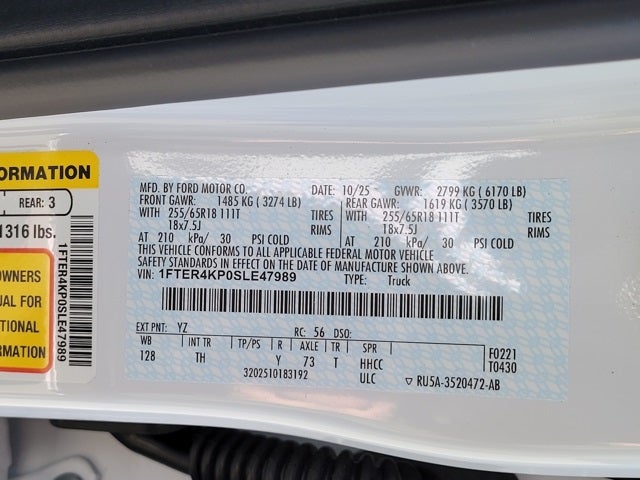 ORMATION
REAR: 3
1316 lbs.
OWNERS
UAL FOR
TIONAL
RMATION
1FTER4KP0SLE47989
MFD. BY FORD MOTOR CO. DATE: 10/25 GVWR: 2799 KG ( 6170 LB)
FRONT GAWR: 1485 KG ( 3274 LB) REAR GAWR: 1619 KG ( 3570 LB)
WITH 255/65R18 111T TIRES WITH 255/65R18 111T TIRES
18x7.5J RIMS 18x7.5J RIMS
AT 210 kPa/ 30 PSI COLD AT 210 kPa/ 30 PSI COLD
THIS VEHICLE CONFORMS TO ALL APPLICABLE FEDERAL MOTOR VEHICLE
SAFETY STANDARDS IN EFFECT ON THE DATE OF MANUFACTURE SHOWN ABOVE.
VIN: 1FTER4KP0SLE47989 TYPE: Truck
EXT PNT: YZ RC: 56 DSO:
WB INT TR TP/PS R AXLE TR SPR F0221
128 TH Y 73 T HHCC T0430
3202510183192 ULC ▽ RU5A-3520472-AB